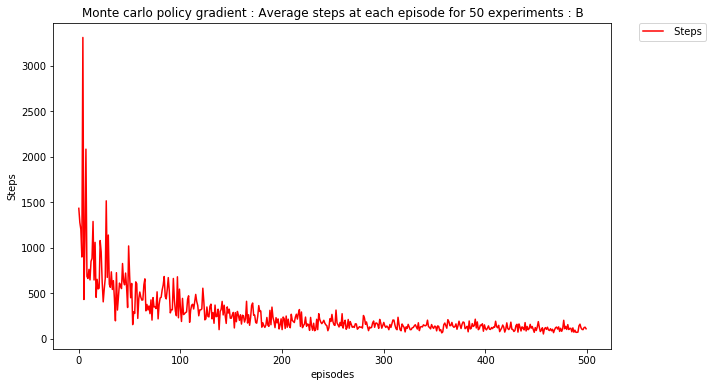 Monte carlo policy gradient : Average steps at each episode for 50 experiments : B
Steps
3000
2500
2000
1500
1000
500
0
Steps
0 100 200 300 400 500
episodes